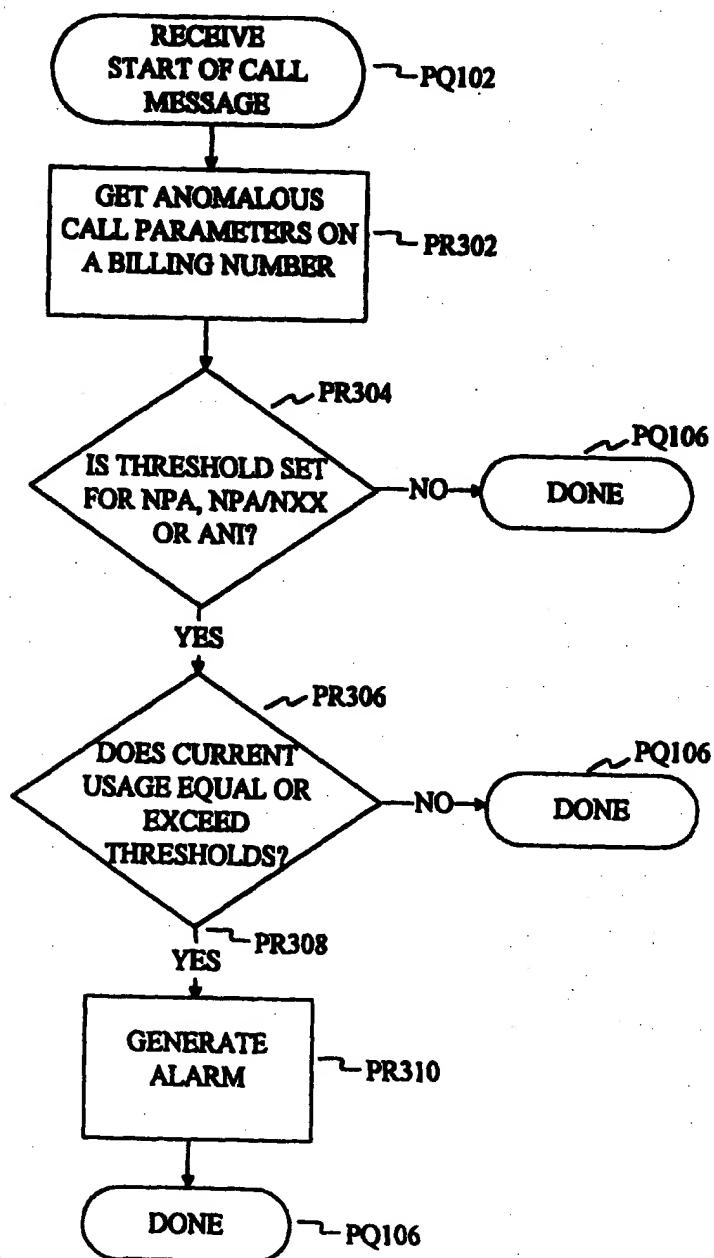 RECEIVE
START OF CALL
MESSAGE
PQ102
GET ANOMALOUS
CALL PARAMETERS ON
A BILLING NUMBER
PR302
PR304
IS THRESHOLD SET
FOR NPA, NPA/NXX
OR ANI?
NO
PQ106
DONE
YES
PR306
DOES CURRENT
USAGE EQUAL OR
EXCEED
THRESHOLDS?
NO
PQ106
DONE
PR308
YES
GENERATE
ALARM
PR310
DONE
PQ106